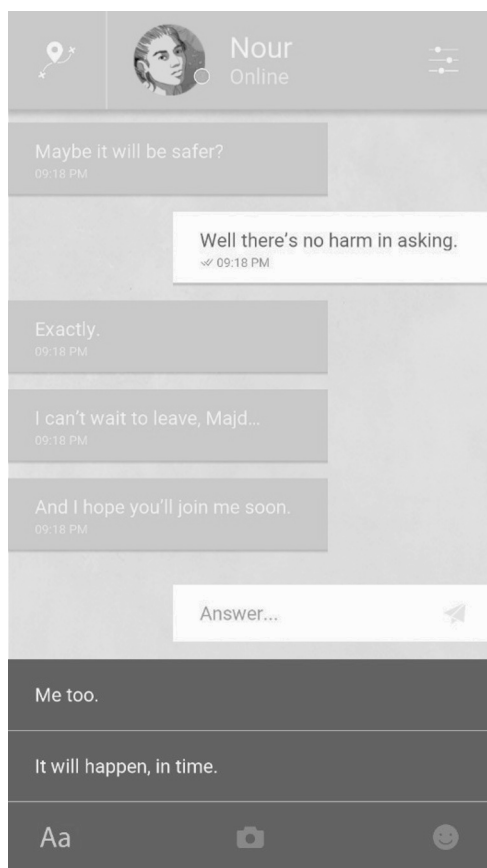 Nour
Online
Maybe it will be safer?
09:18 PM
Well there's no harm in asking.
09:18 PM
Exactly.
09:18 PM
I can't wait to leave, Majd...
09:18 PM
And I hope you'll join me soon.
09:18 PM
Answer...
Me too.
It will happen, in time.
Aa